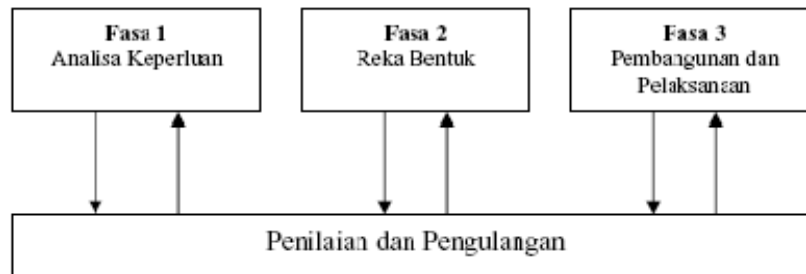 Fasa 1
Analisa Keperluan
Fasa 2
Reka Bentuk
Fasa 3
Pembangunan dan
Pelaksanaan
Penilaian dan Pengulangan